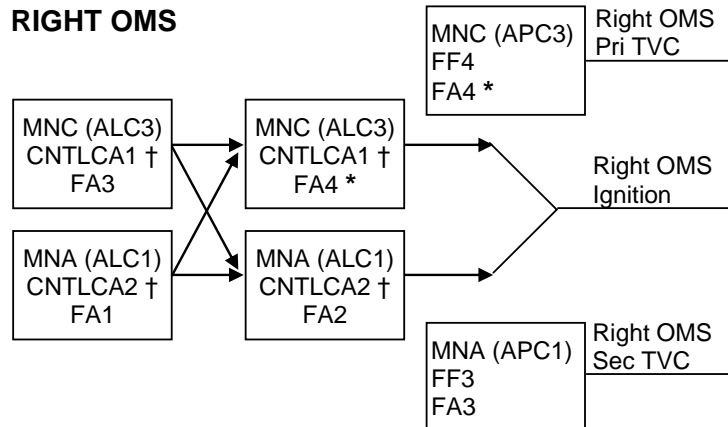 RIGHT OMS
MNC (APC3)
FF4
FA4 *
Right OMS
Pri TVC
MNC (ALC3)
CNTLCA1 †
FA3
MNC (ALC3)
CNTLCA1 †
FA4 *
Right OMS
Ignition
MNA (ALC1)
CNTLCA2 †
FA1
MNA (ALC1)
CNTLCA2 †
FA2
MNA (APC1)
FF3
FA3
Right OMS
Sec TVC